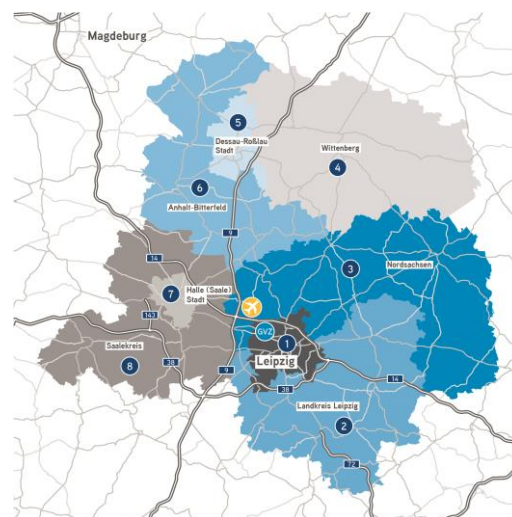 Magdeburg
5
Dessau-Roßlau
Stadt
Wittenberg
4
6
Anhalt-Bitterfeld
9
14
3
Nordsachsen
7
Halle (Saale)
Stadt
143
GVZ
1
Saalekreis
8
38
9
Leipzig
14
38
Landkreis Leipzig
2
72